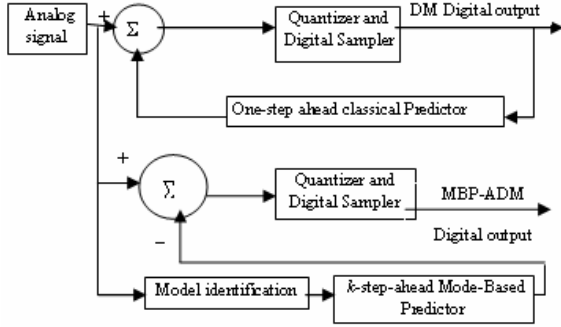 Analog
signal
+
Σ
Quantizer and
Digital Sampler
DM Digital output
One-step ahead classical Predictor
+
Σ
Quantizer and
Digital Sampler
MBP-ADM
Digital output
−
Model identification
k-step-ahead Mode-Based
Predictor